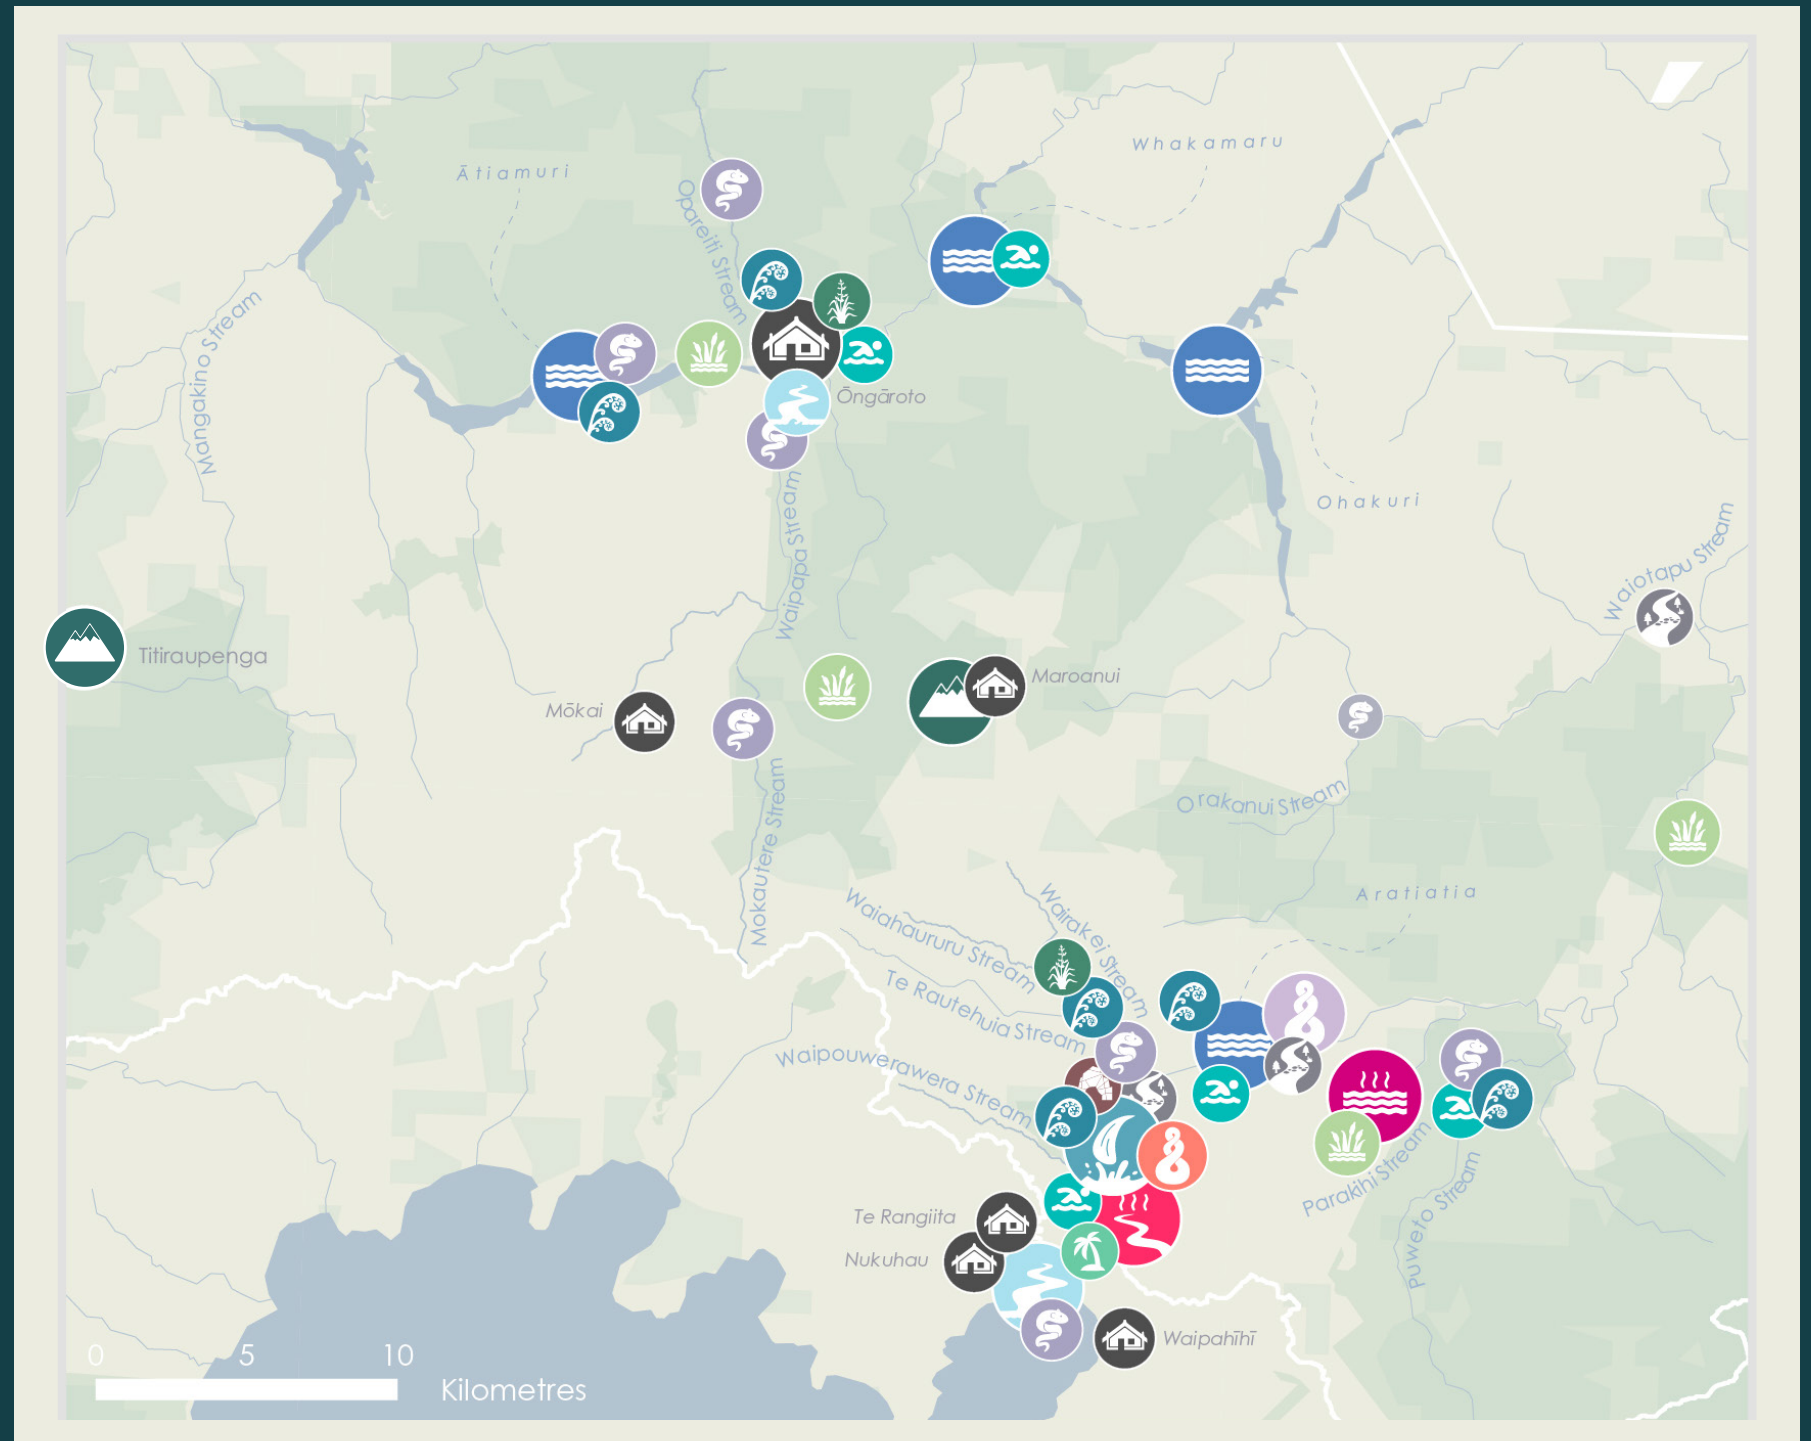 Whakamaru
Ātiamuri
Opareiti Stream
Mangakino Stream
Ōngāroto
Waipapa Stream
Ohakuri
Waiotapu Stream
Titiraupenga
Maroanui
Mōkai
Mokautere Stream
Orakanui Stream
Aratiatia
Waiahaururu Stream
Wairakei Stream
Te Rautehuia Stream
Waipouwerawera Stream
Parakihi Stream
Puweto Stream
Te Rangiita
Nukuhau
Waipahīhī
0 5 10
Kilometres